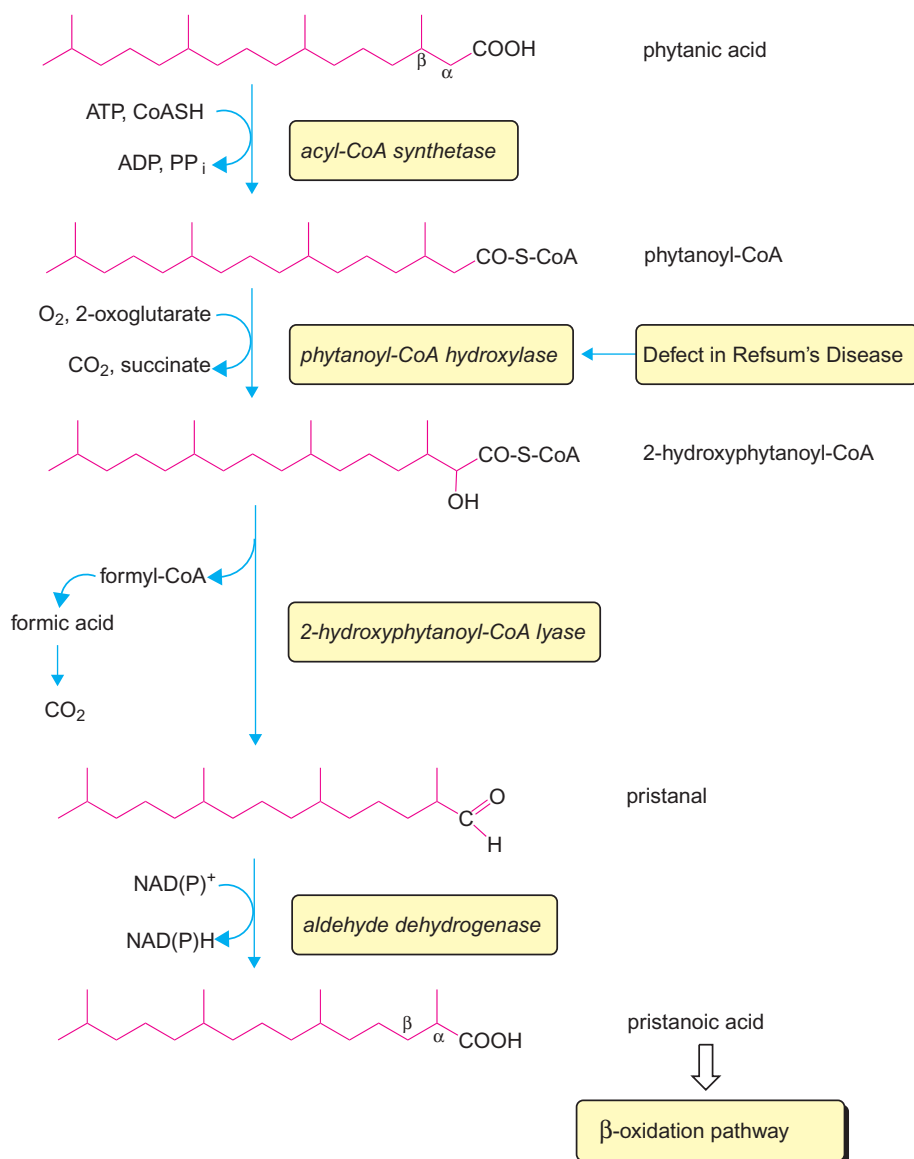 COOH
β
α
phytanic acid
ATP, CoASH
ADP, PP i
acyl-CoA synthetase
CO-S-CoA
phytanoyl-CoA
O2, 2-oxoglutarate
CO2, succinate
phytanoyl-CoA hydroxylase
Defect in Refsum's Disease
CO-S-CoA
OH
2-hydroxyphytanoyl-CoA
formyl-CoA
formic acid
CO2
2-hydroxyphytanoyl-CoA lyase
O
C
H
pristanal
NAD(P)+
NAD(P)H
aldehyde dehydrogenase
β
α
COOH
pristanoic acid
β-oxidation pathway